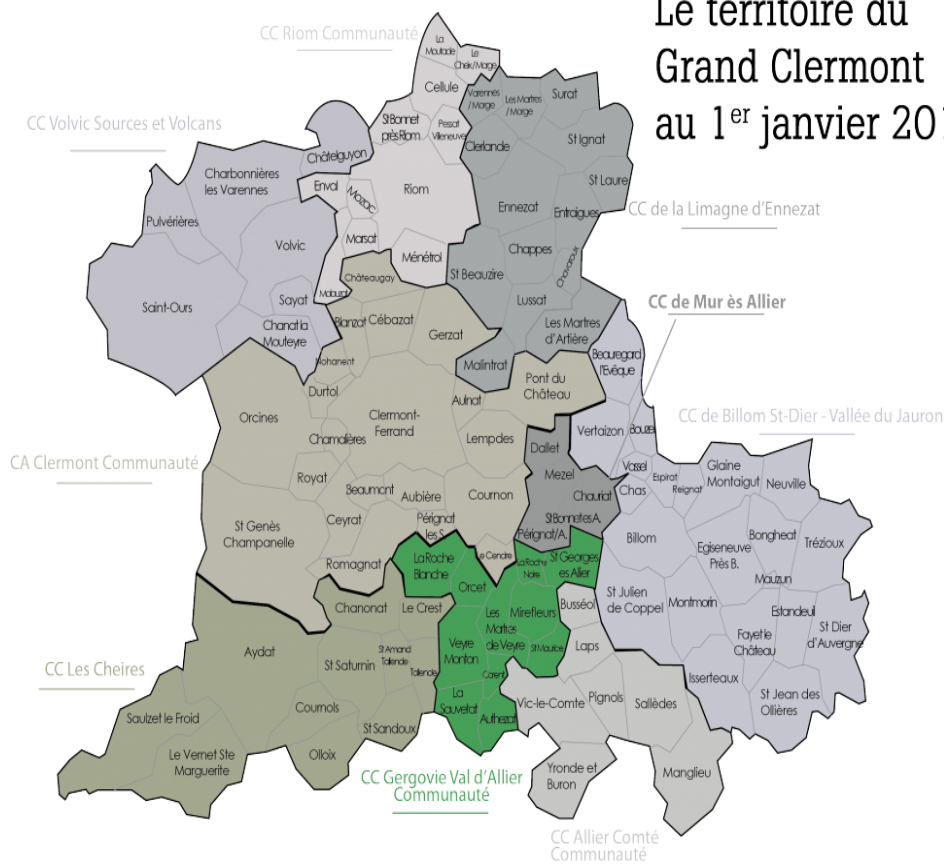 Le territoire du
Grand Clermont
au 1er janvier 20
CC Riom Communauté
La
Moutade
Le
Cheix/Marge
Cellule
Varennes
/Marge
Les Martres
/Marge
Surat
St Bonnet
près Riom
Pessat
Villeneuve
Clerlande
St Ignat
CC Volvic Sources et Volcans
Châtelguyon
Charbonnières
les Varennes
Enval
Mozac
Riom
St Laure
Ennezat
Entraigues
CC de la Limagne d'Ennezat
Pulvérières
Volvic
Marsat
Ménétrol
Chappes
Chavaroux
Châteaugay
St Beauzire
Saint-Ours
Sayat
Lussat
CC de Mur ès Allier
Blanzat
Cébazat
Gerzat
Les Martres
d'Artière
Chanat la
Mouteyre
Nohanent
Malintrat
Beauregard
l'Evêque
Durtol
Aulnat
Pont du
Château
Orcines
Clermont-
Ferrand
CC de Billom St-Dier - Vallée du Jauron
Chamalières
Lempdes
Dallet
Vertaizon
Bouzel
CA Clermont Communauté
Royat
Mezel
Vassel
Espirat
Reignat
Glaine
Montaigut
Neuville
Beaumont
Aubière
Cournon
Chauriat
Chas
St Genès
Champanelle
Ceyrat
Pérignat
les S.
St Bonnet es A.
Pérignat/A.
Billom
Egiseneuve
Près B.
Bongheat
Trézioux
Romagnat
La Roche
Blanche
Le Cendre
La Roche
Noire
St Georges
es Allier
Mauzun
Orcet
Chanonat
Le Crest
Les
Martres
de Veyre
Mirefleurs
Busséol
St Julien
de Coppel
Montmorin
Estandeuil
St Dier
d'Auvergne
Fayet le
Château
Aydat
St Saturnin
St Amand
Tallende
Tallende
Veyre
Monton
St Maurice
Laps
CC Les Cheires
Corent
Isserteaux
St Jean des
Ollières
Saulzet le Froid
Cournols
La
Sauvetat
Authezat
Vic-le-Comte
Pignols
Sallèdes
St Sandoux
Le Vernet Ste
Marguerite
Olloix
CC Gergovie Val d'Allier
Communauté
Yronde et
Buron
Manglieu
CC Allier Comté
Communauté